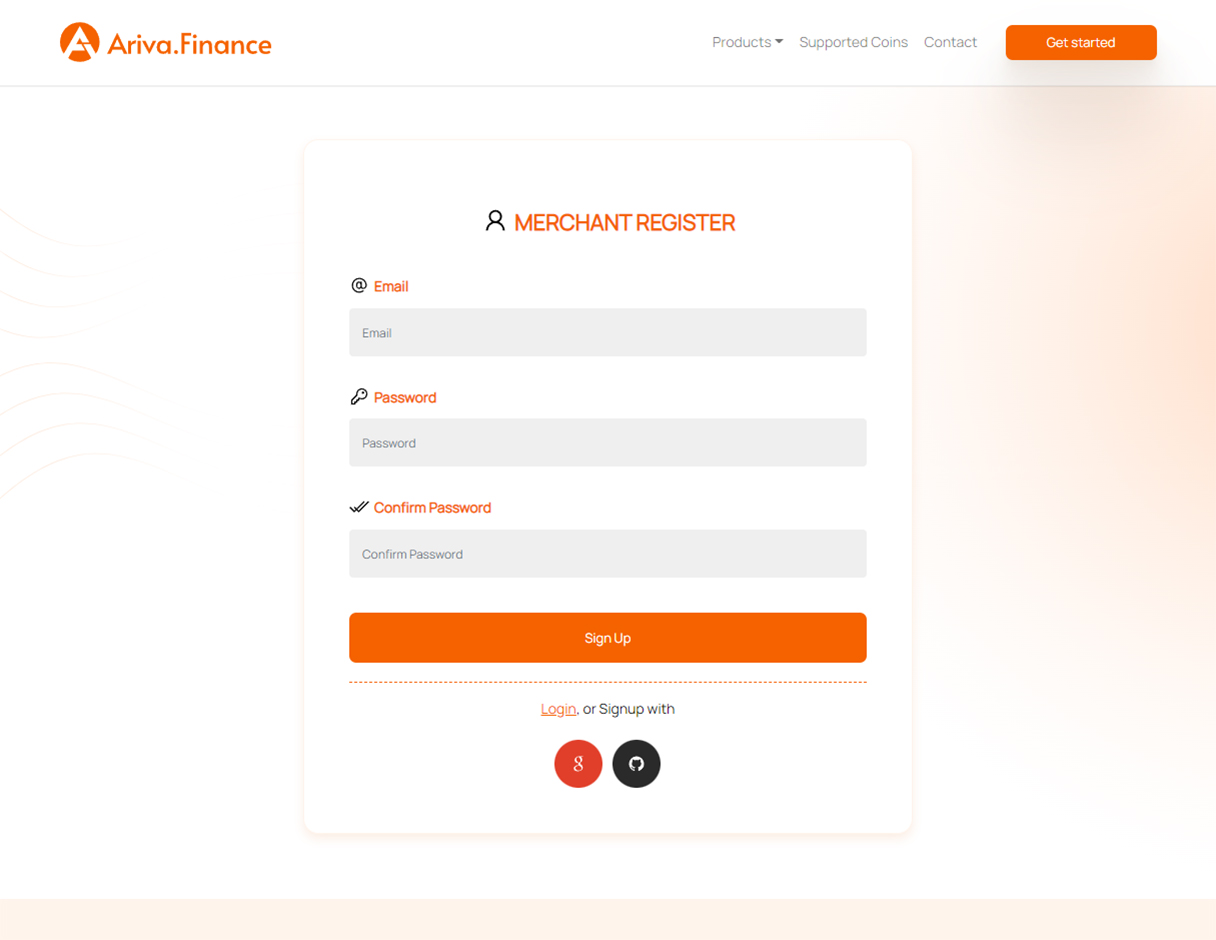 Ariva.Finance
Products Supported Coins Contact Get started
MERCHANT REGISTER
@ Email
Email
Password
Password
Confirm Password
Confirm Password
Sign Up
Login, or Signup with
g